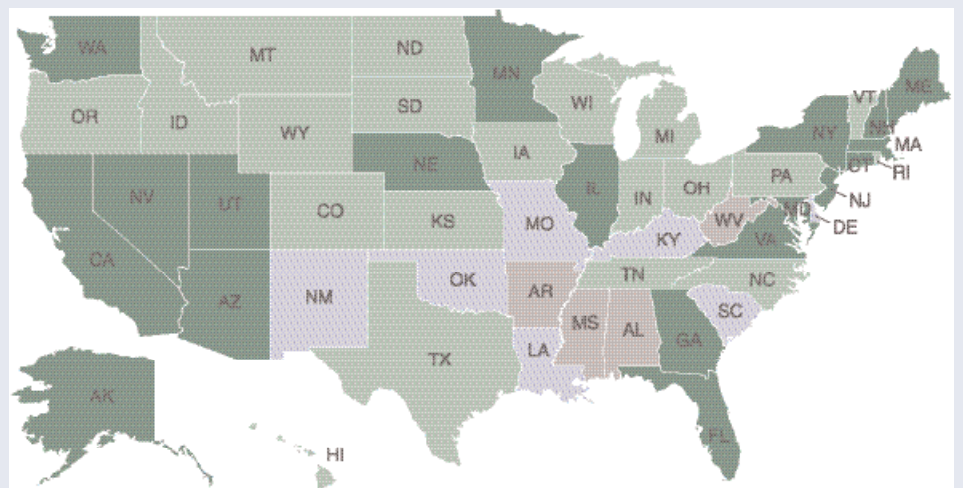 WA
MT
ND
MN
VT
ME
OR
ID
SD
WI
MI
NY
NH
WY
IA
MA
NE
CT
RI
NV
UT
CO
KS
MO
IL
IN
OH
PA
NJ
WV
MD
DE
KY
VA
CA
AZ
NM
OK
AR
TN
NC
SC
MS
AL
GA
TX
LA
AK
HI
FL